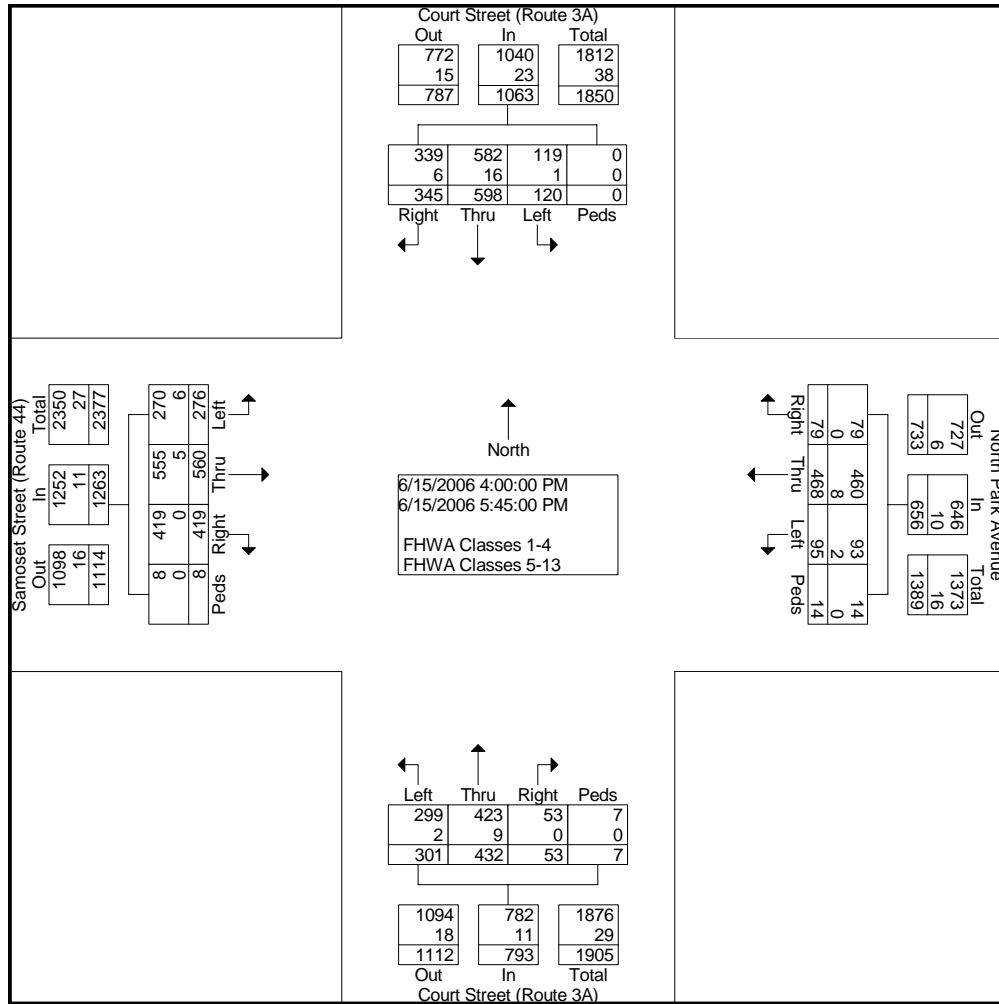 Court Street (Route 3A)
Out In Total
772 1040 1812
15 23 38
787 1063 1850
339 582 119 0
6 16 1 0
345 598 120 0
Right Thru Left Peds
Samoset Street (Route 44)
Total In Out
2350 1252 1098
27 11 16
2377 1263 1114
270 555 419 8
6 5 0 0
276 560 419 8
Left Thru Right Peds
North
6/15/2006 4:00:00 PM
6/15/2006 5:45:00 PM
FHWA Classes 1-4
FHWA Classes 5-13
Right Thru Left Peds
79 468 95 14
0 8 2 0
79 460 93 14
733 656 1389
6 10 16
727 646 1373
Out In Total
North Park Avenue
Left Thru Right Peds
299 423 53 7
2 9 0 0
301 432 53 7
1094 782 1876
18 11 29
1112 793 1905
Out In Total
Court Street (Route 3A)